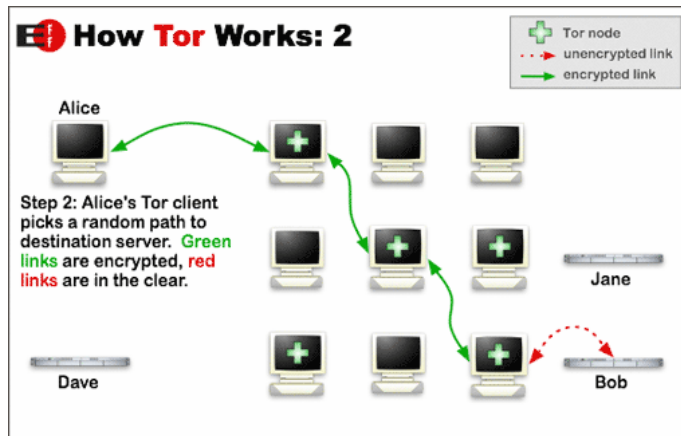 EFF How Tor Works: 2
Tor node
unencrypted link
encrypted link
Alice
Step 2: Alice's Tor client
picks a random path to
destination server. Green
links are encrypted, red
links are in the clear.
Jane
Dave
Bob